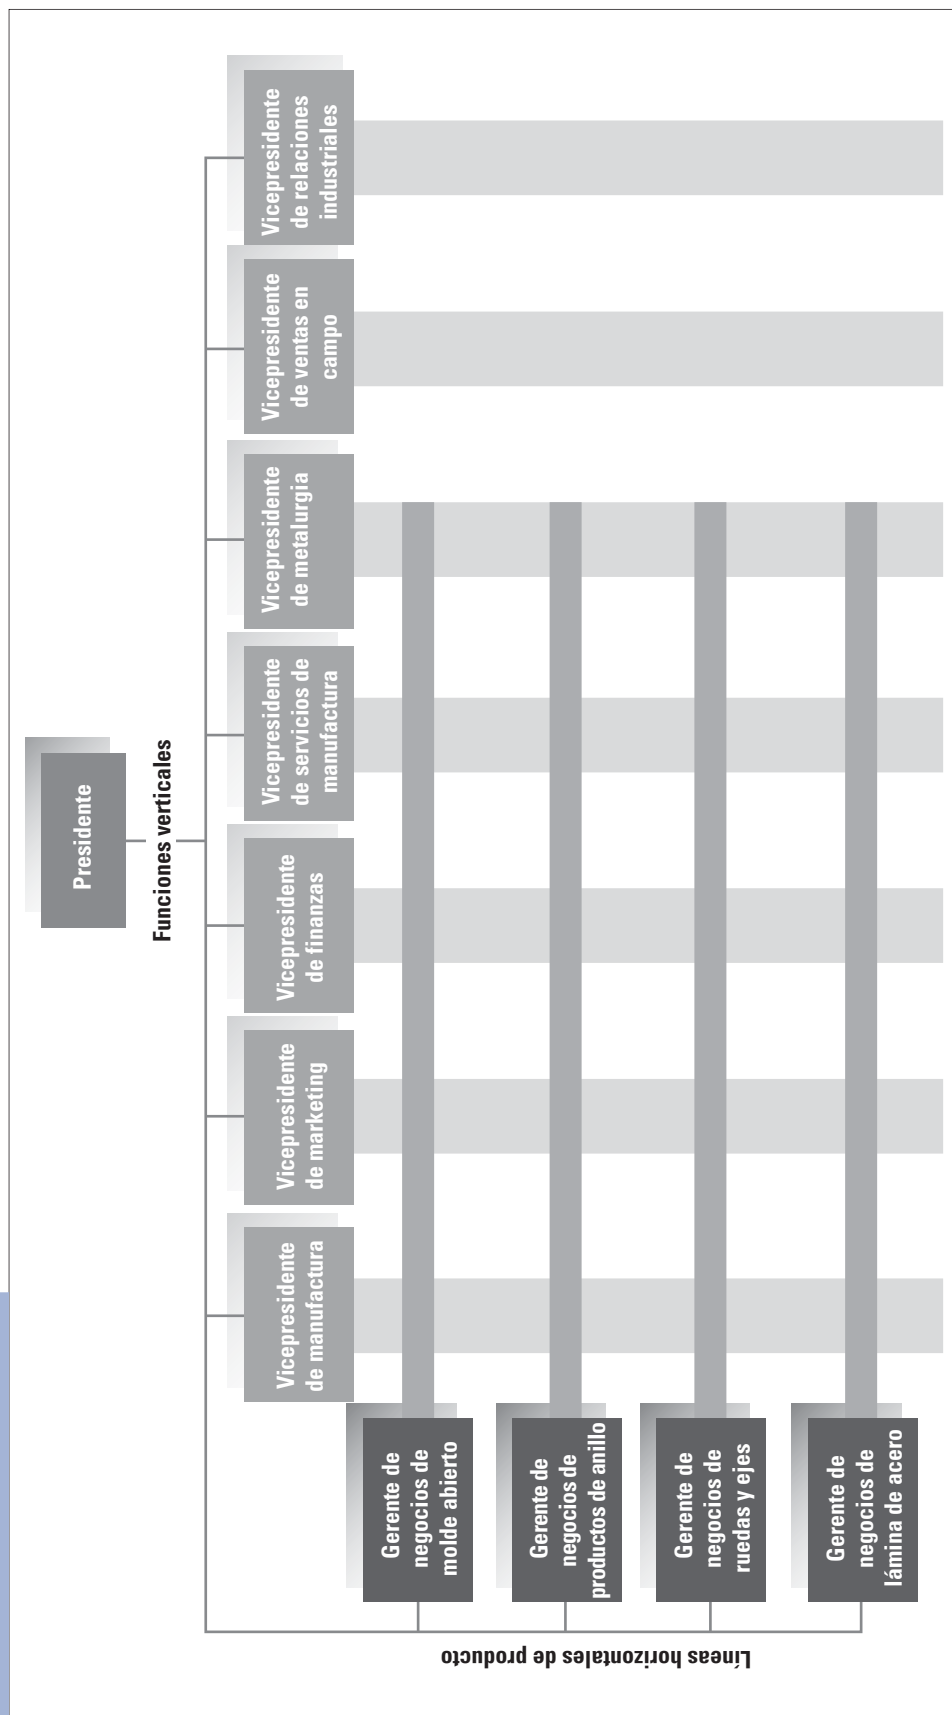 Presidente
Funciones verticales
Vicepresidente
de manufactura
Vicepresidente
de marketing
Vicepresidente
de finanzas
Vicepresidente
de servicios de
manufactura
Vicepresidente
de metalurgia
Vicepresidente
de ventas en
campo
Vicepresidente
de relaciones
industriales
Líneas horizontales de producto
Gerente de
negocios de
molde abierto
Gerente de
negocios de
productos de anillo
Gerente de
negocios de
ruedas y ejes
Gerente de
negocios de
lámina de acero